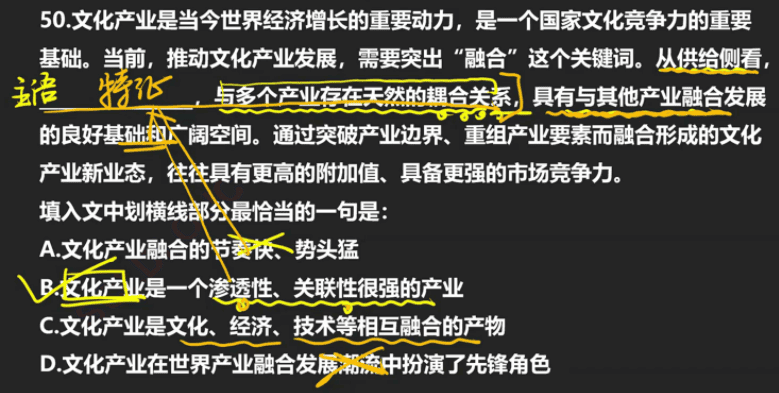 50.文化产业是当今世界经济增长的重要动力，是一个国家文化竞争力的重要
基础。当前，推动文化产业发展，需要突出“融合”这个关键词。从供给侧看，
主语 特征，与多个产业存在天然的耦合关系，具有与其他产业融合发展
的良好基础和广阔空间。通过突破产业边界、重组产业要素而融合形成的文化
产业新业态，往往具有更高的附加值、具备更强的市场竞争力。
填入文中划横线部分最恰当的一句是：
A.文化产业融合的节奏快、势头猛
B.文化产业是一个渗透性、关联性很强的产业
C.文化产业是文化、经济、技术等相互融合的产物
D.文化产业在世界产业融合发展潮流中扮演了先锋角色